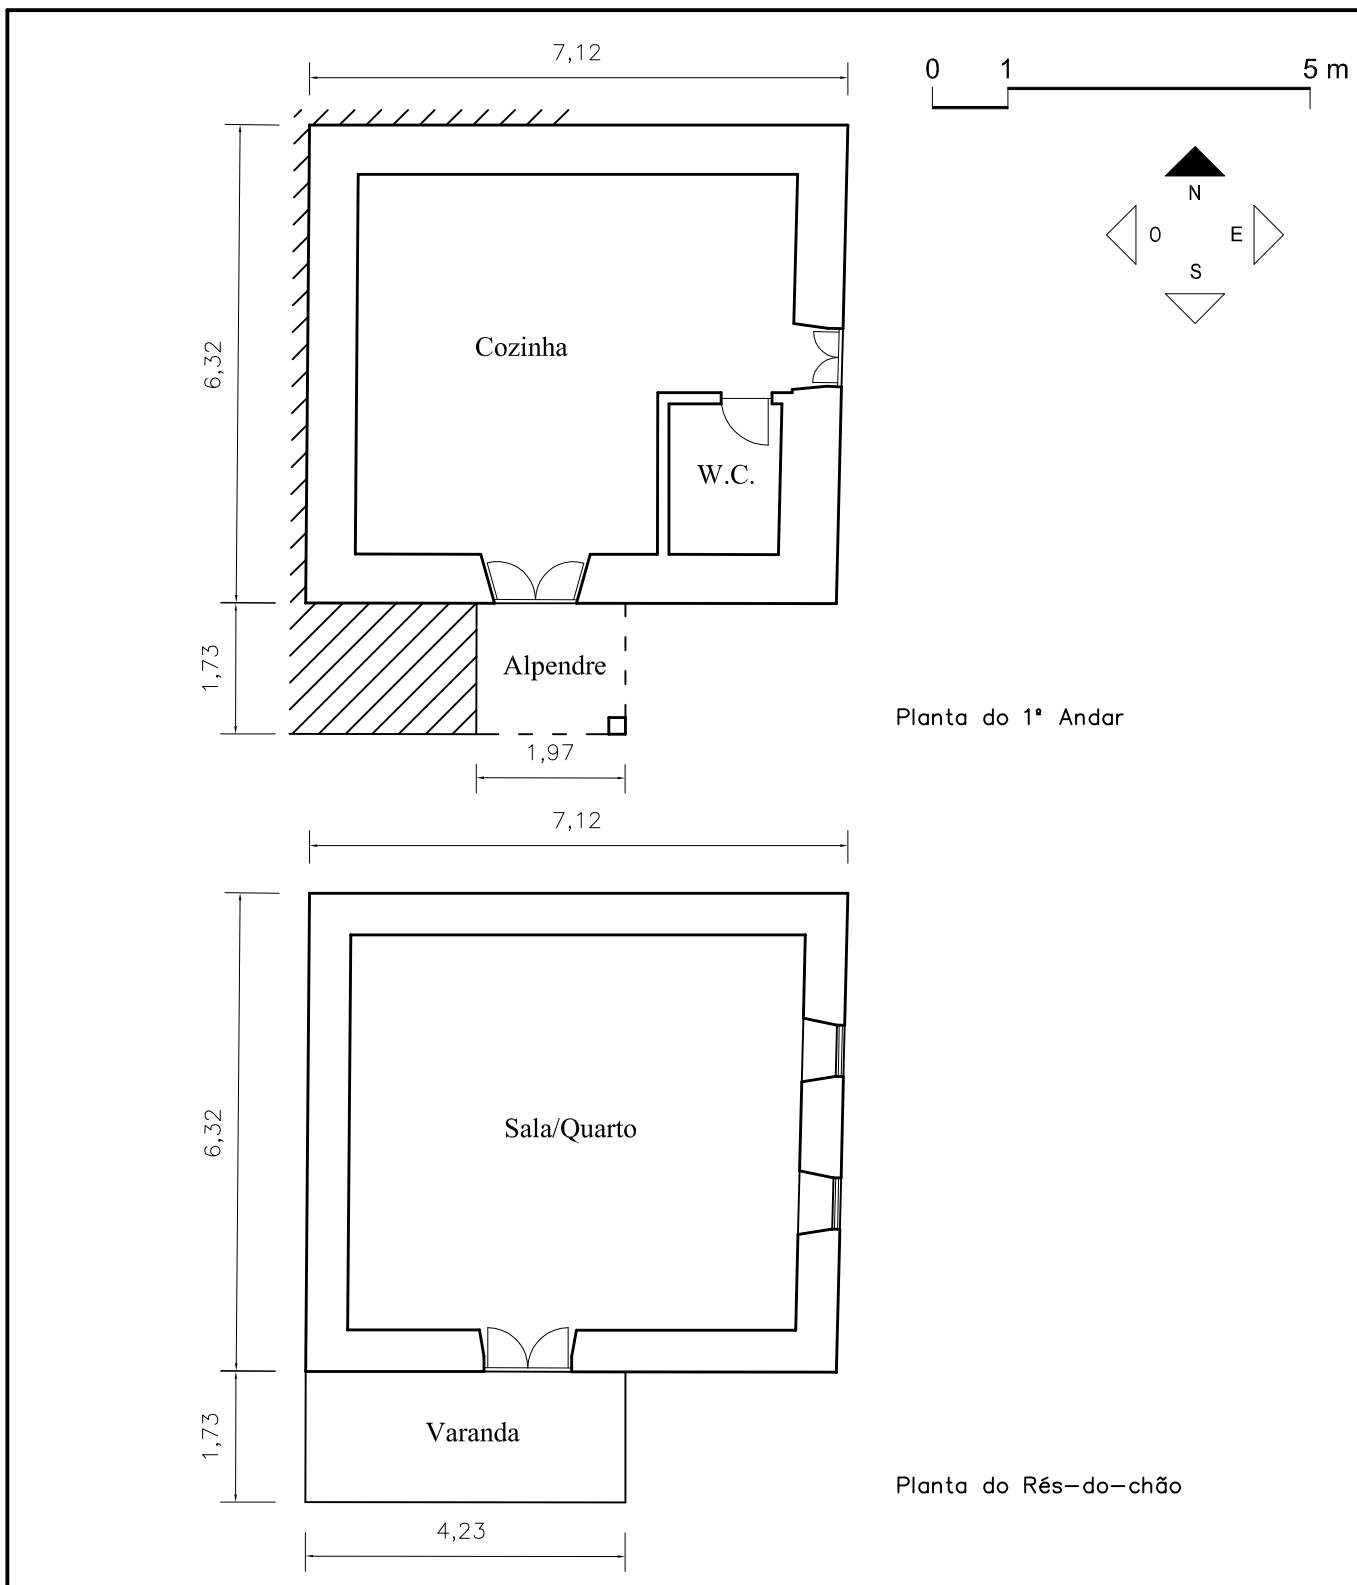 7,12
0 1 5 m
N
O E
S
6,32
Cozinha
W.C.
1,73
Alpendre
1,97
Planta do 1º Andar
7,12
6,32
Sala/Quarto
1,73
Varanda
4,23
Planta do Rés-do-chão